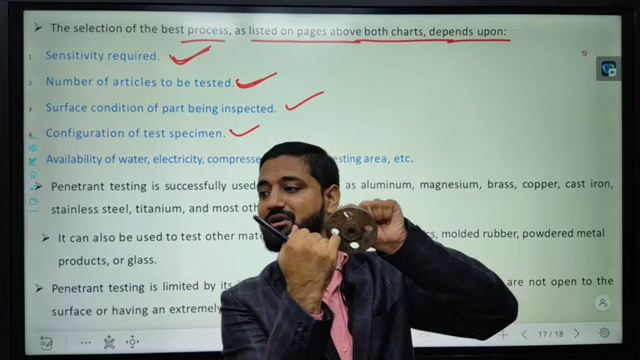 ➤ The selection of the best process, as listed on pages above both charts, depends upon:
1. Sensitivity required.
2. Number of articles to be tested.
3. Surface condition of part being inspected.
4. Configuration of test specimen.
Availability of water, electricity, compresse esting area, etc.
➤ Penetrant testing is successfully used as aluminum, magnesium, brass, copper, cast iron,
stainless steel, titanium, and most oth
➤ It can also be used to test other mate molded rubber, powdered metal
products, or glass.
➤ Penetrant testing is limited by its are not open to the
surface or having an extremely
17/18